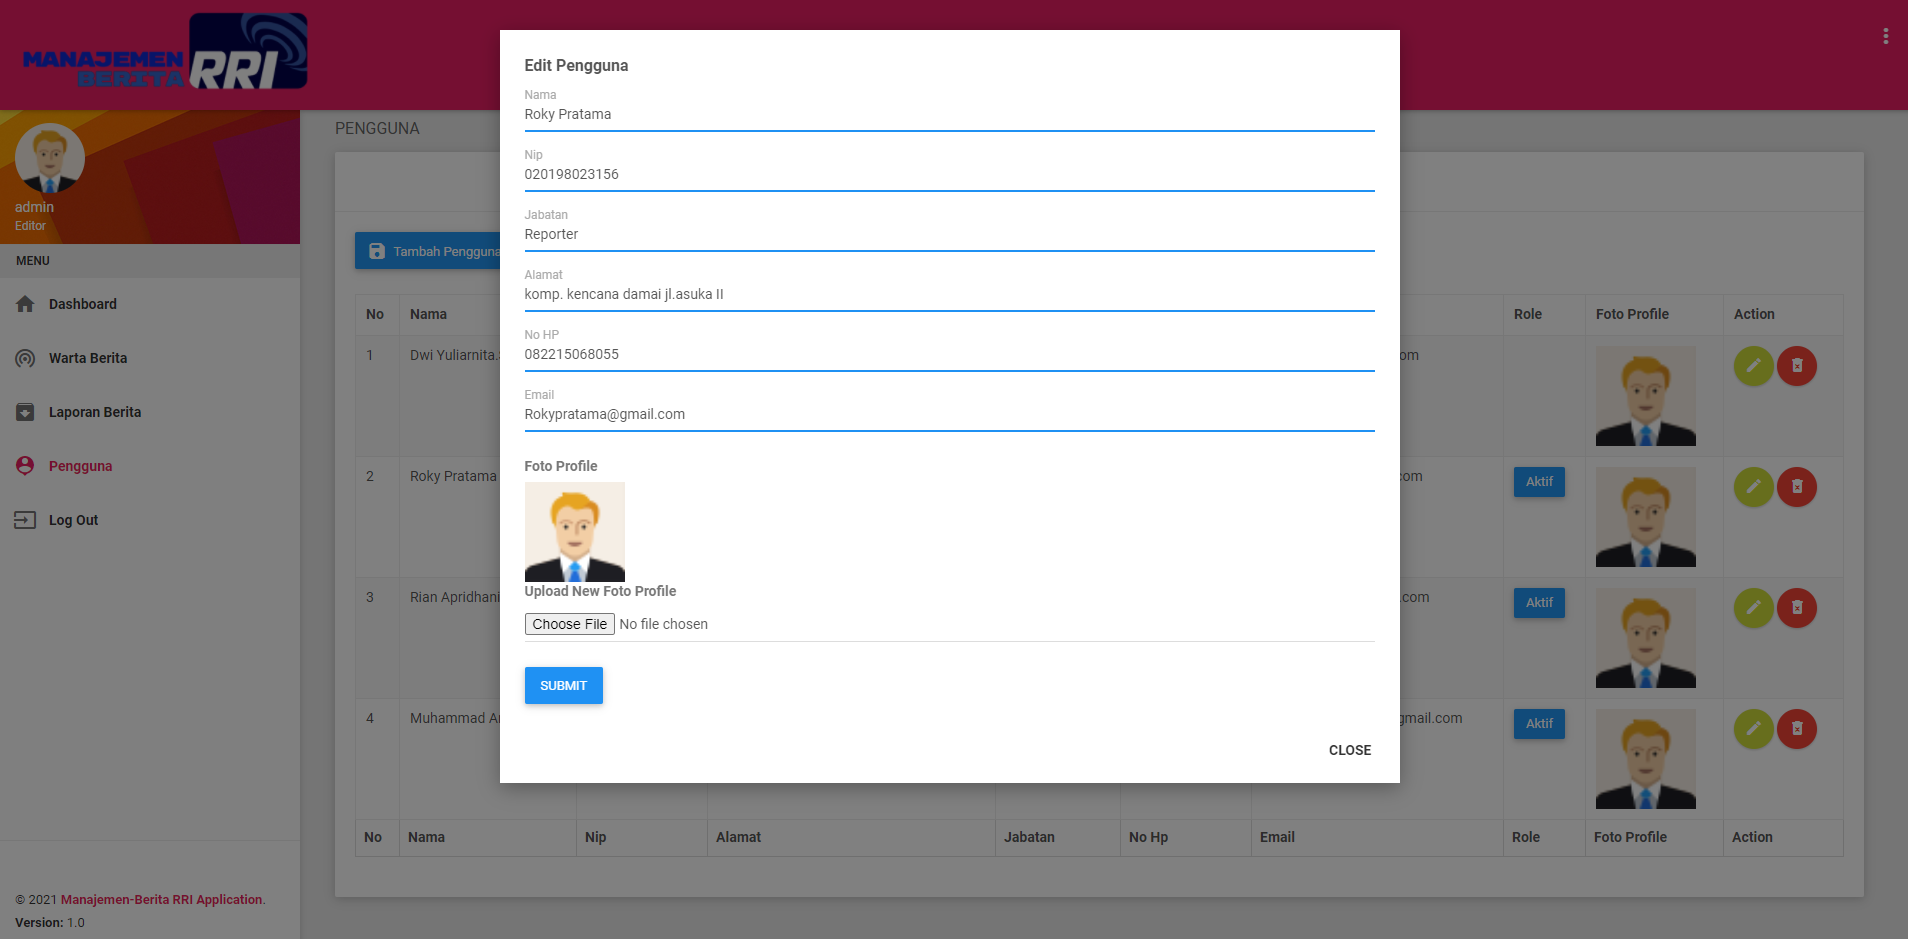 MANAJEMEN
BERITA
RRI
admin
Editor
MENU
Dashboard
Warta Berita
Laporan Berita
Pengguna
Log Out
© 2021 Manajemen-Berita RRI Application.
Version: 1.0
PENGGUNA
Tambah Pengguna
No Nama Role Foto Profile Action
1 Dwi Yuliarnita.
2 Roky Pratama Aktif
3 Rian Apridhani .com Aktif
4 Muhammad gmail.com Aktif
No Nama Nip Alamat Jabatan No Hp Email Role Foto Profile Action
Edit Pengguna
Nama
Roky Pratama
Nip
020198023156
Jabatan
Reporter
Alamat
komp. kencana damai jl.asuka II
No HP
082215068055
Email
Rokypratama@gmail.com
Foto Profile
Upload New Foto Profile
Choose File No file chosen
SUBMIT
CLOSE